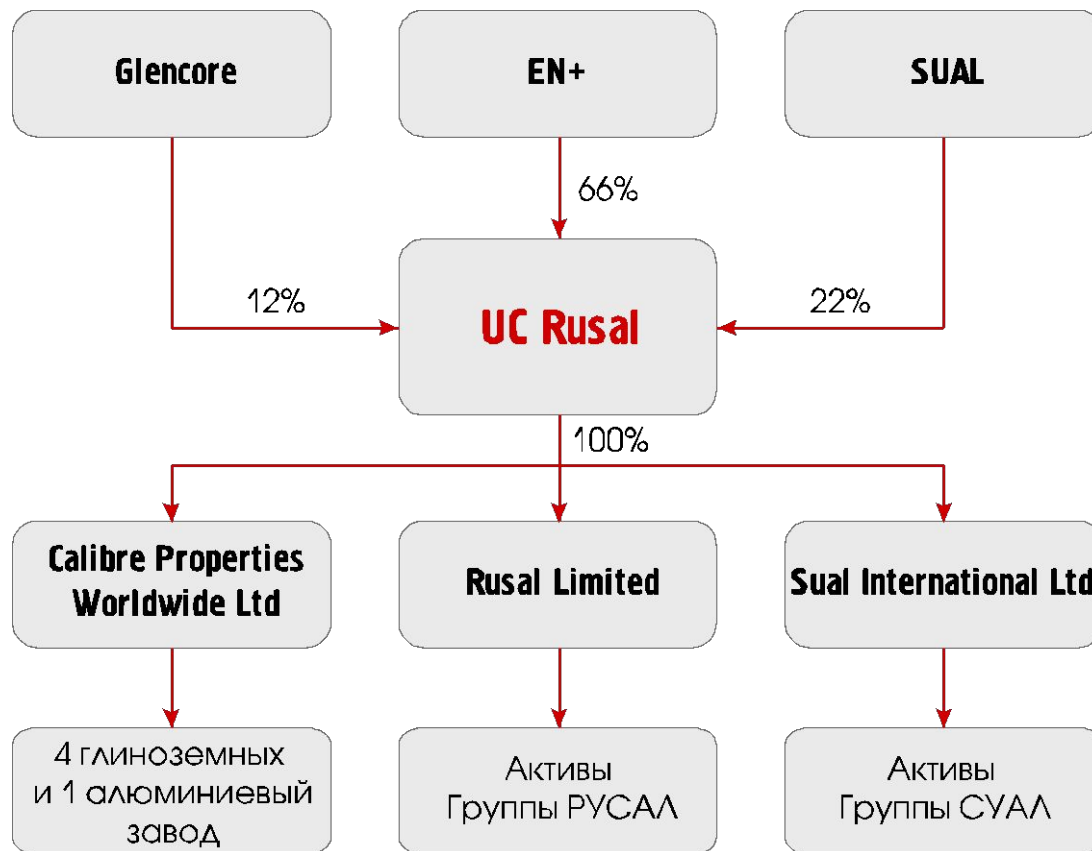 Glencore
EN+
SUAL
66%
12%
UC Rusal
22%
100%
Calibre Properties
Worldwide Ltd
Rusal Limited
Sual International Ltd
4 глиноземных
и 1 алюминиевый
завод
Активы
Группы РУСАЛ
Активы
Группы СУАЛ